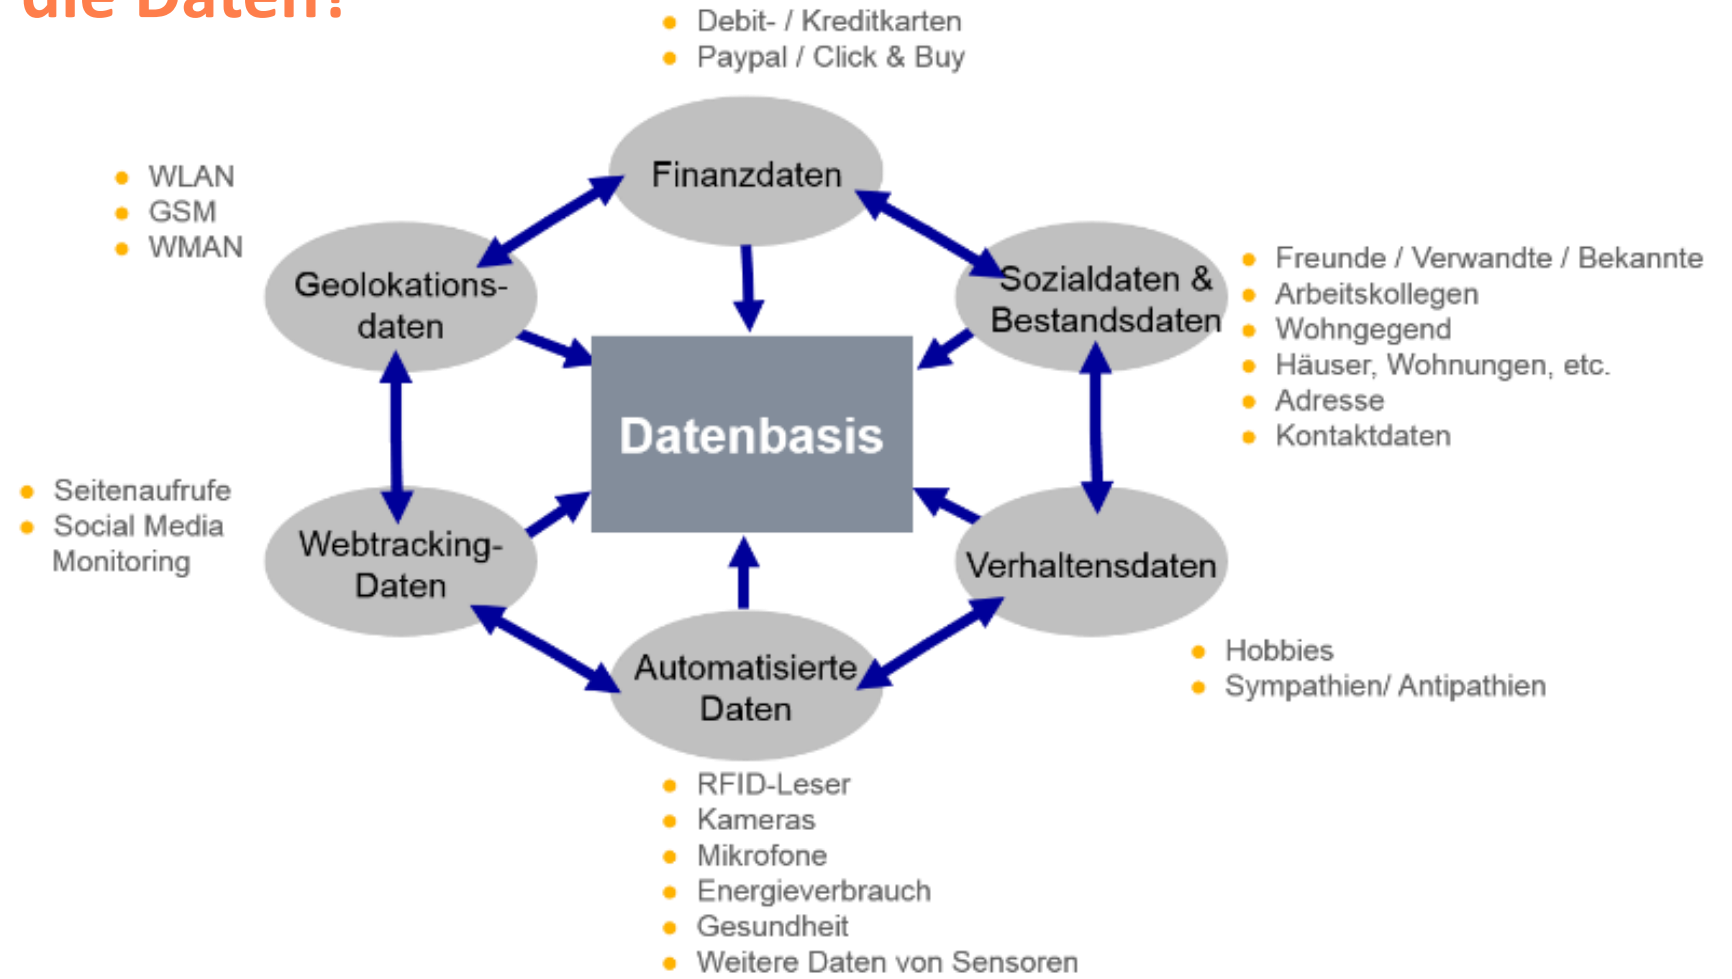 die Daten?
Debit- / Kreditkarten
Paypal / Click & Buy
Finanzdaten
WLAN
GSM
WMAN
Geolokations-
daten
Sozialdaten &
Bestandsdaten
Freunde / Verwandte / Bekannte
Arbeitskollegen
Wohngegend
Häuser, Wohnungen, etc.
Adresse
Kontaktdaten
Datenbasis
Seitenaufrufe
Social Media
Monitoring
Webtracking-
Daten
Verhaltensdaten
Hobbies
Sympathien/ Antipathien
Automatisierte
Daten
RFID-Leser
Kameras
Mikrofone
Energieverbrauch
Gesundheit
Weitere Daten von Sensoren